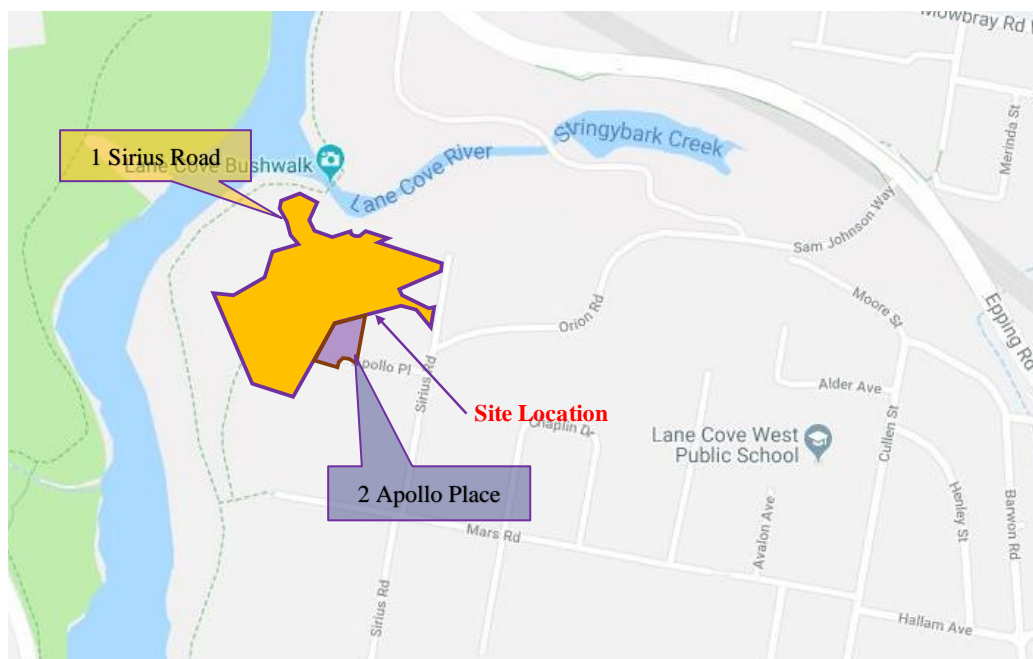 Mowbray Rd W
Merinda St
Stringybark Creek
1 Sirius Road
Lane Cove Bushwalk
Lane Cove River
Sam Johnson Way
Epping Rd
Moore St
Orion Rd
Apollo Pl
Sirius Rd
Alder Ave
Site Location
Chaplin Dr
Cullen St
Lane Cove West
Public School
2 Apollo Place
Henley St
Barwon Rd
Avalon Ave
Mars Rd
Sirius Rd
Hallam Ave